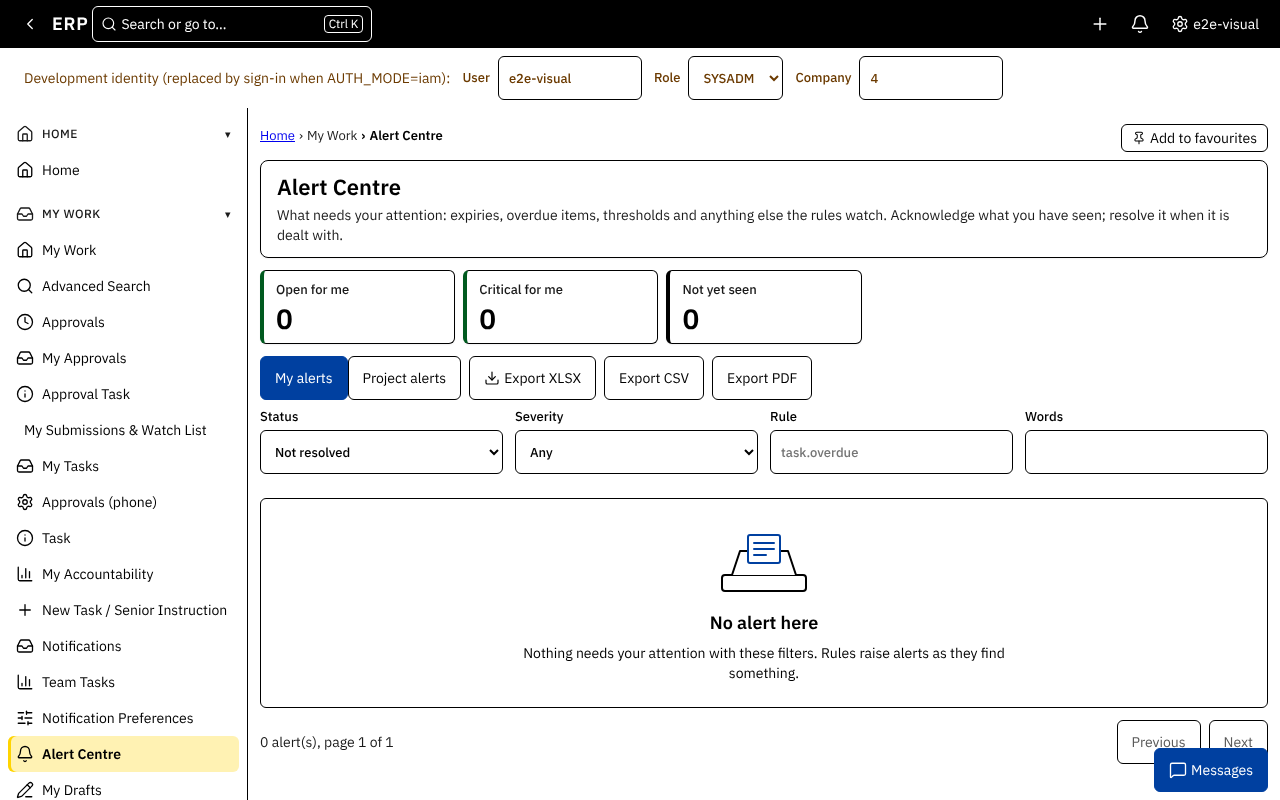 ERP
Search or go to...
Ctrl K
e2e-visual
Development identity (replaced by sign-in when AUTH_MODE=iam):
User
e2e-visual
Role
SYSADM
Company
4
HOME
Home
MY WORK
My Work
Advanced Search
Approvals
My Approvals
Approval Task
My Submissions & Watch List
My Tasks
Approvals (phone)
Task
My Accountability
New Task / Senior Instruction
Notifications
Team Tasks
Notification Preferences
Alert Centre
My Drafts
Home › My Work › Alert Centre
Add to favourites
Alert Centre
What needs your attention: expiries, overdue items, thresholds and anything else the rules watch. Acknowledge what you have seen; resolve it when it is
dealt with.
Open for me
0
Critical for me
0
Not yet seen
0
My alerts
Project alerts
Export XLSX
Export CSV
Export PDF
Status
Not resolved
Severity
Any
Rule
task.overdue
Words
No alert here
Nothing needs your attention with these filters. Rules raise alerts as they find
something.
0 alert(s), page 1 of 1
Previous
Next
Messages